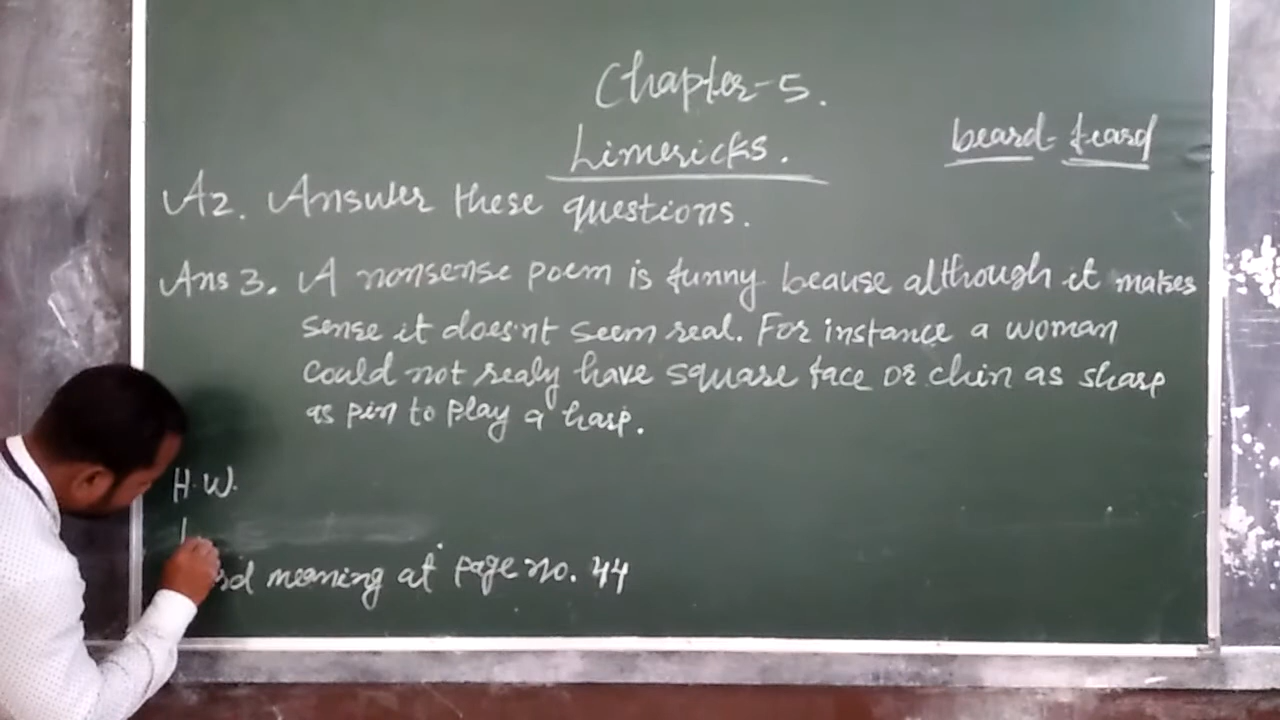 Chapter-5.
Limericks.
beard - feard
A2. Answer these questions.
Ans 3. A nonsense poem is funny beause although it makes
sense it does'nt seem real. For instance a woman
could not realy have square face or chin as sharp
as pin to play a harp.
H.W.
meaning at page no. 44